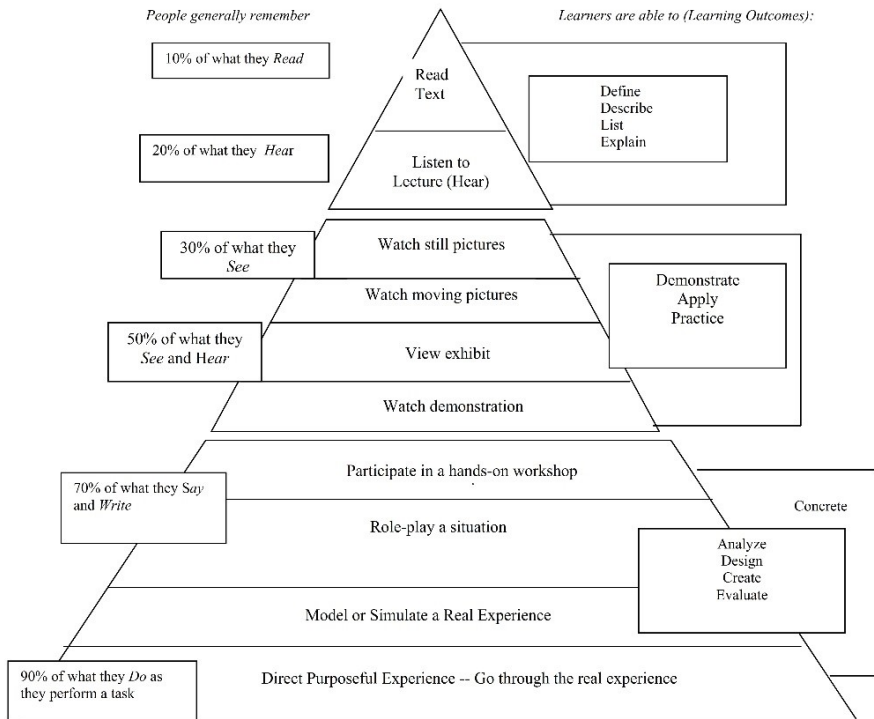 People generally remember
Learners are able to (Learning Outcomes):
10% of what they Read
Read
Text
Define
Describe
List
Explain
20% of what they Hear
Listen to
Lecture (Hear)
30% of what they
See
Watch still pictures
Watch moving pictures
Demonstrate
Apply
Practice
50% of what they
See and Hear
View exhibit
Watch demonstration
70% of what they Say
and Write
Participate in a hands-on workshop
Role-play a situation
Concrete
Analyze
Design
Create
Evaluate
Model or Simulate a Real Experience
90% of what they Do as
they perform a task
Direct Purposeful Experience -- Go through the real experience